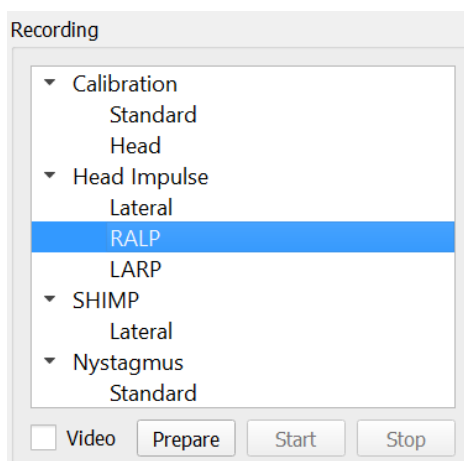 Recording
Calibration
Standard
Head
Head Impulse
Lateral
RALP
LARP
SHIMP
Lateral
Nystagmus
Standard
Video Prepare Start Stop